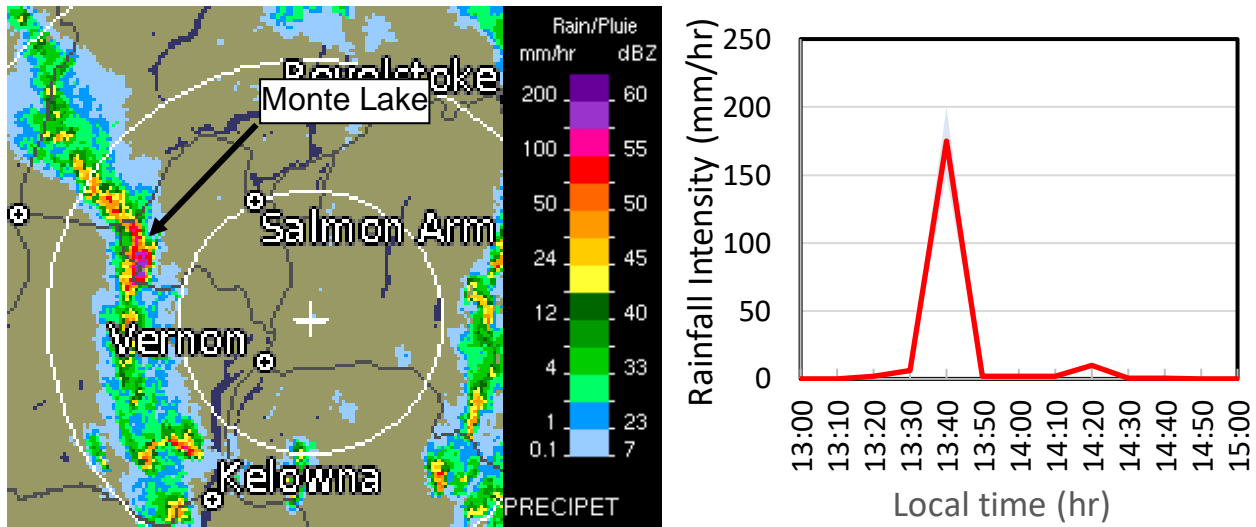 Revelstoke
Monte Lake
Salmon Arm
Vernon
Kelowna
Rain/Pluie
mm/hr dBZ
200 60
100 55
50 50
24 45
12 40
4 33
1 23
0.1 7
PRECIPET
Rainfall Intensity (mm/hr)
250
200
150
100
50
0
13:00
13:10
13:20
13:30
13:40
13:50
14:00
14:10
14:20
14:30
14:40
14:50
15:00
Local time (hr)